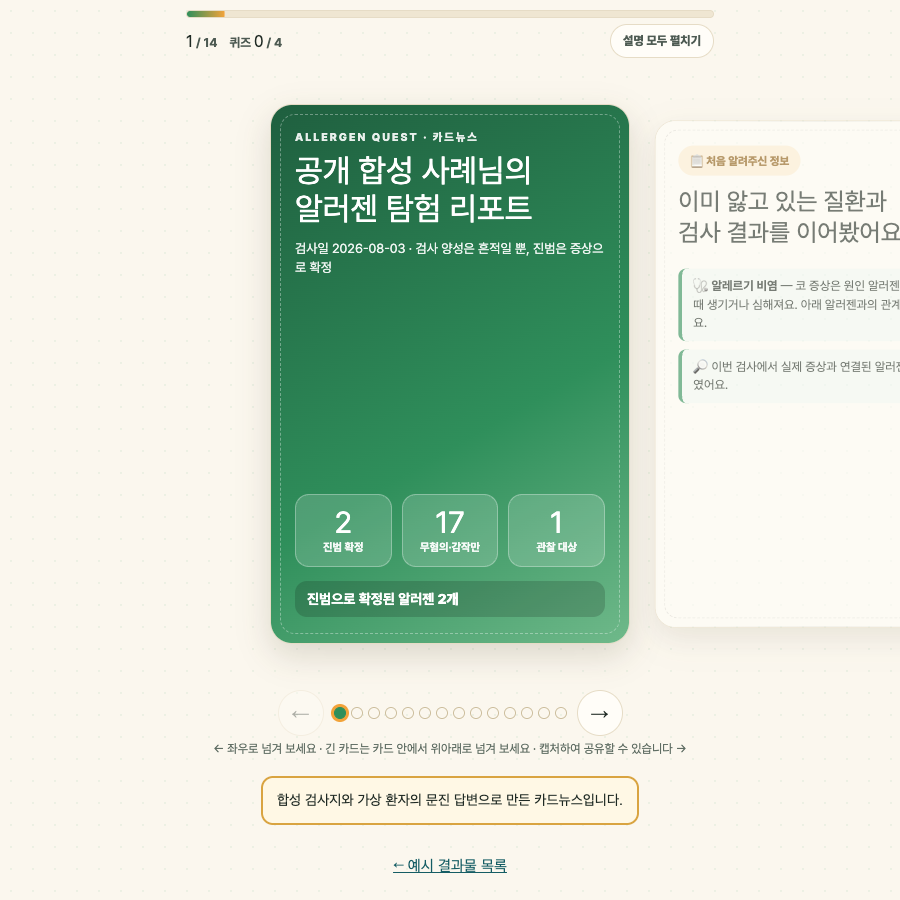 1 / 14 퀴즈 0 / 4
설명 모두 펼치기
ALLERGEN QUEST · 카드뉴스
공개 합성 사례님의
알러젠 탐험 리포트
검사일 2026-08-03 · 검사 양성은 흔적일 뿐, 진범은 증상으
로 확정
2
진범 확정
17
무혐의·감작만
1
관찰 대상
진범으로 확정된 알러젠 2개
📋 처음 알려주신 정보
이미 앓고 있는 질환과
검사 결과를 이어봤어요
🩺 알레르기 비염 — 코 증상은 원인 알러젠
때 생기거나 심해져요. 아래 알러젠과의 관계
요.
🔎 이번 검사에서 실제 증상과 연결된 알러젠
였어요.
←
→
← 좌우로 넘겨 보세요 · 긴 카드는 카드 안에서 위아래로 넘겨 보세요 · 캡처하여 공유할 수 있습니다 →
합성 검사지와 가상 환자의 문진 답변으로 만든 카드뉴스입니다.
← 예시 결과물 목록